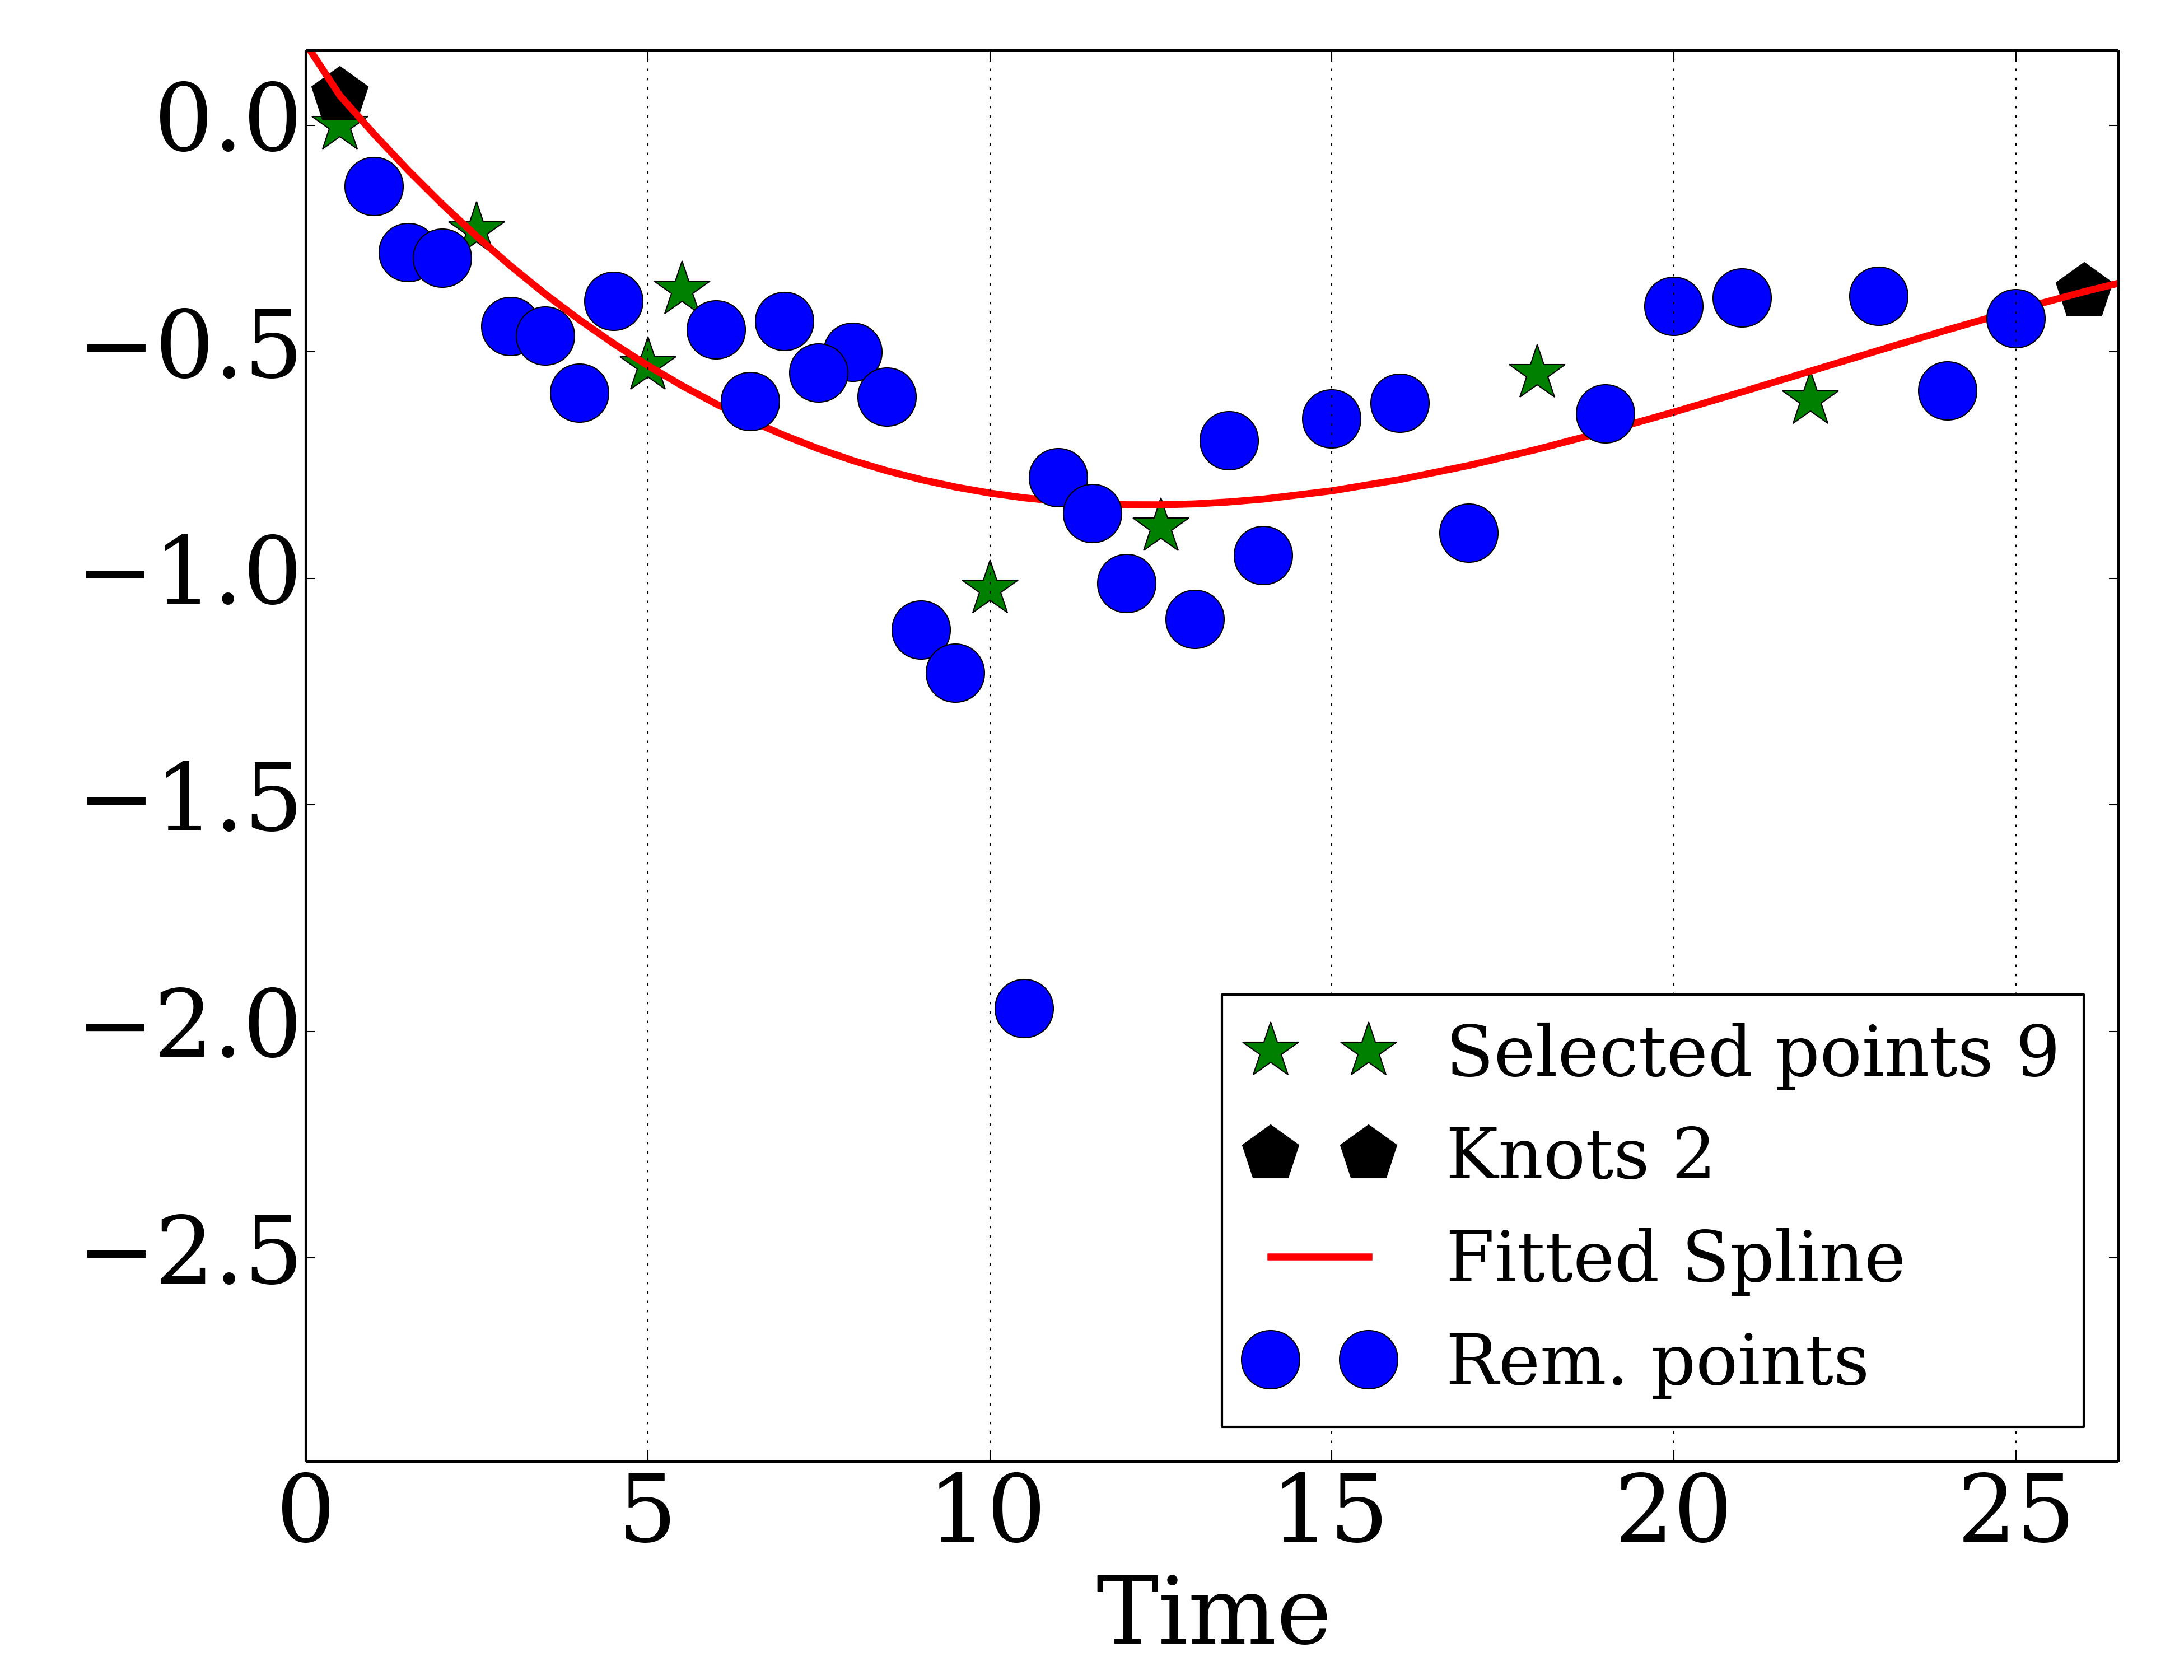 0.0
−0.5
−1.0
−1.5
−2.0
−2.5
Selected points 9
Knots 2
Fitted Spline
Rem. points
0 5 10 15 20 25
Time